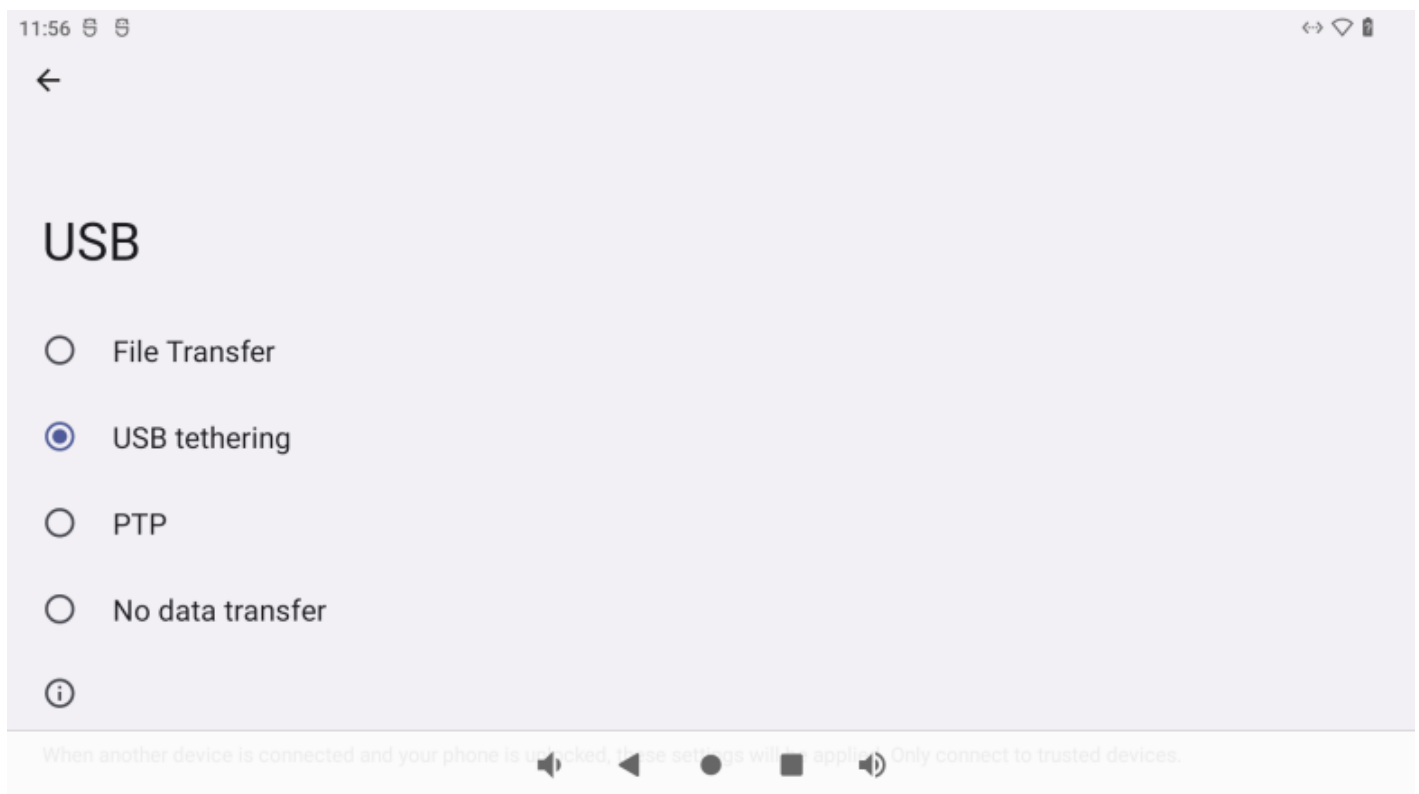 11:56
USB
File Transfer
USB tethering
PTP
No data transfer
When another device is connected and your phone is unlocked, these settings will be applied. Only connect to trusted devices.